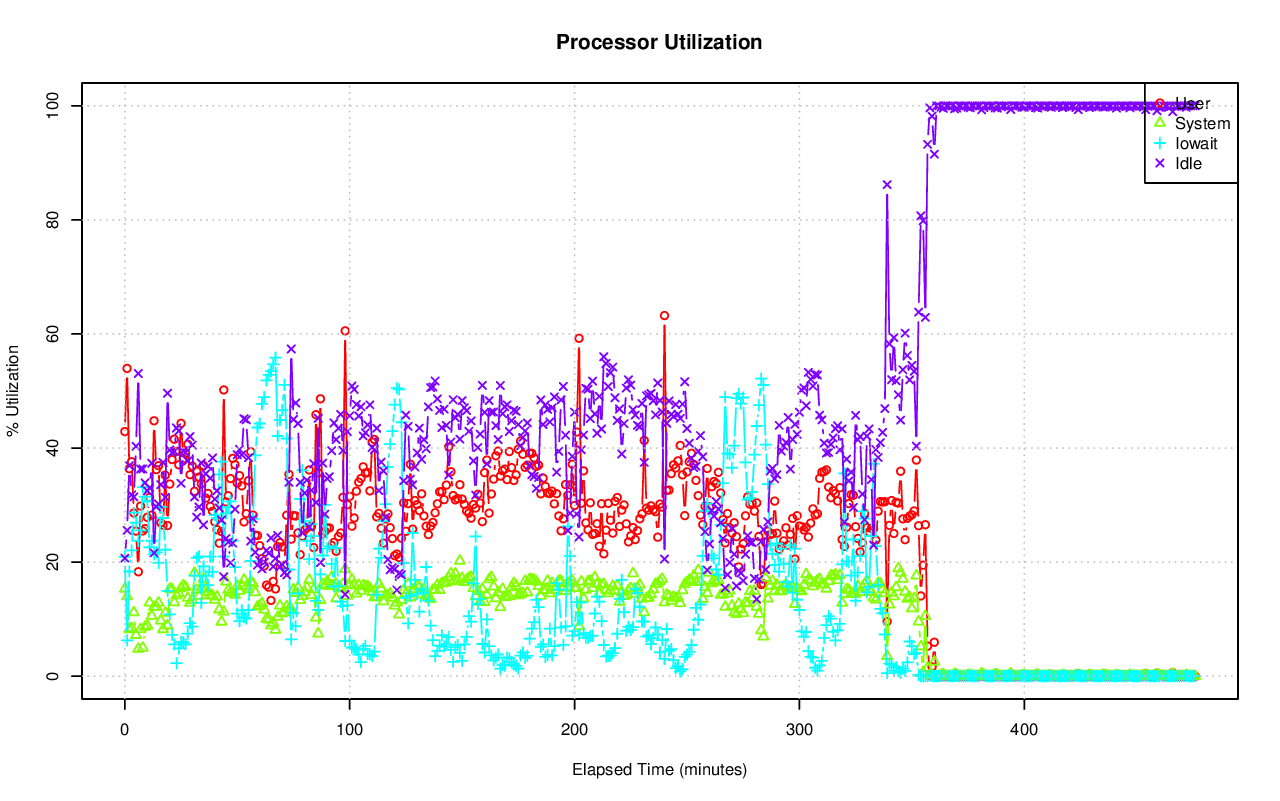 Processor Utilization
% Utilization
100
80
60
40
20
0
User
System
Iowait
Idle
0 100 200 300 400
Elapsed Time (minutes)